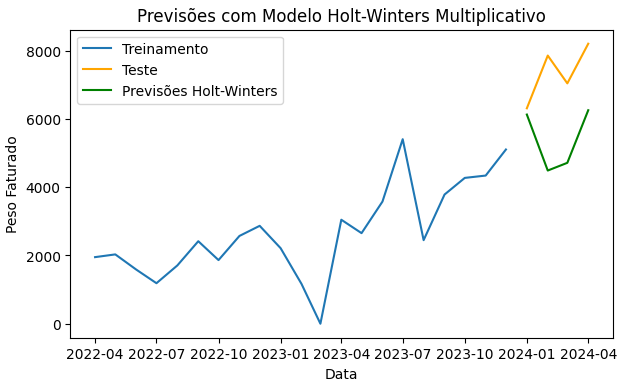 Previsões com Modelo Holt-Winters Multiplicativo
Treinamento
Teste
Previsões Holt-Winters
Peso Faturado
8000
6000
4000
2000
0
2022-04 2022-07 2022-10 2023-01 2023-04 2023-07 2023-10 2024-01 2024-04
Data